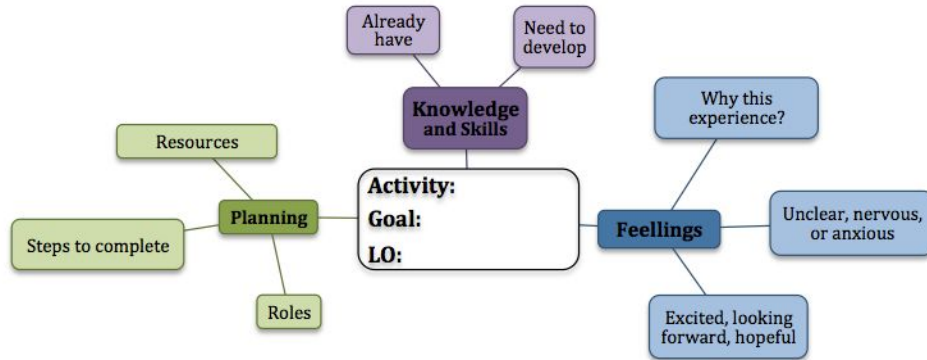 Already
have
Need to
develop
Knowledge
and Skills
Why this
experience?
Resources
Activity:
Goal:
LO:
Planning
Feellings
Unclear, nervous,
or anxious
Steps to complete
Roles
Excited, looking
forward, hopeful